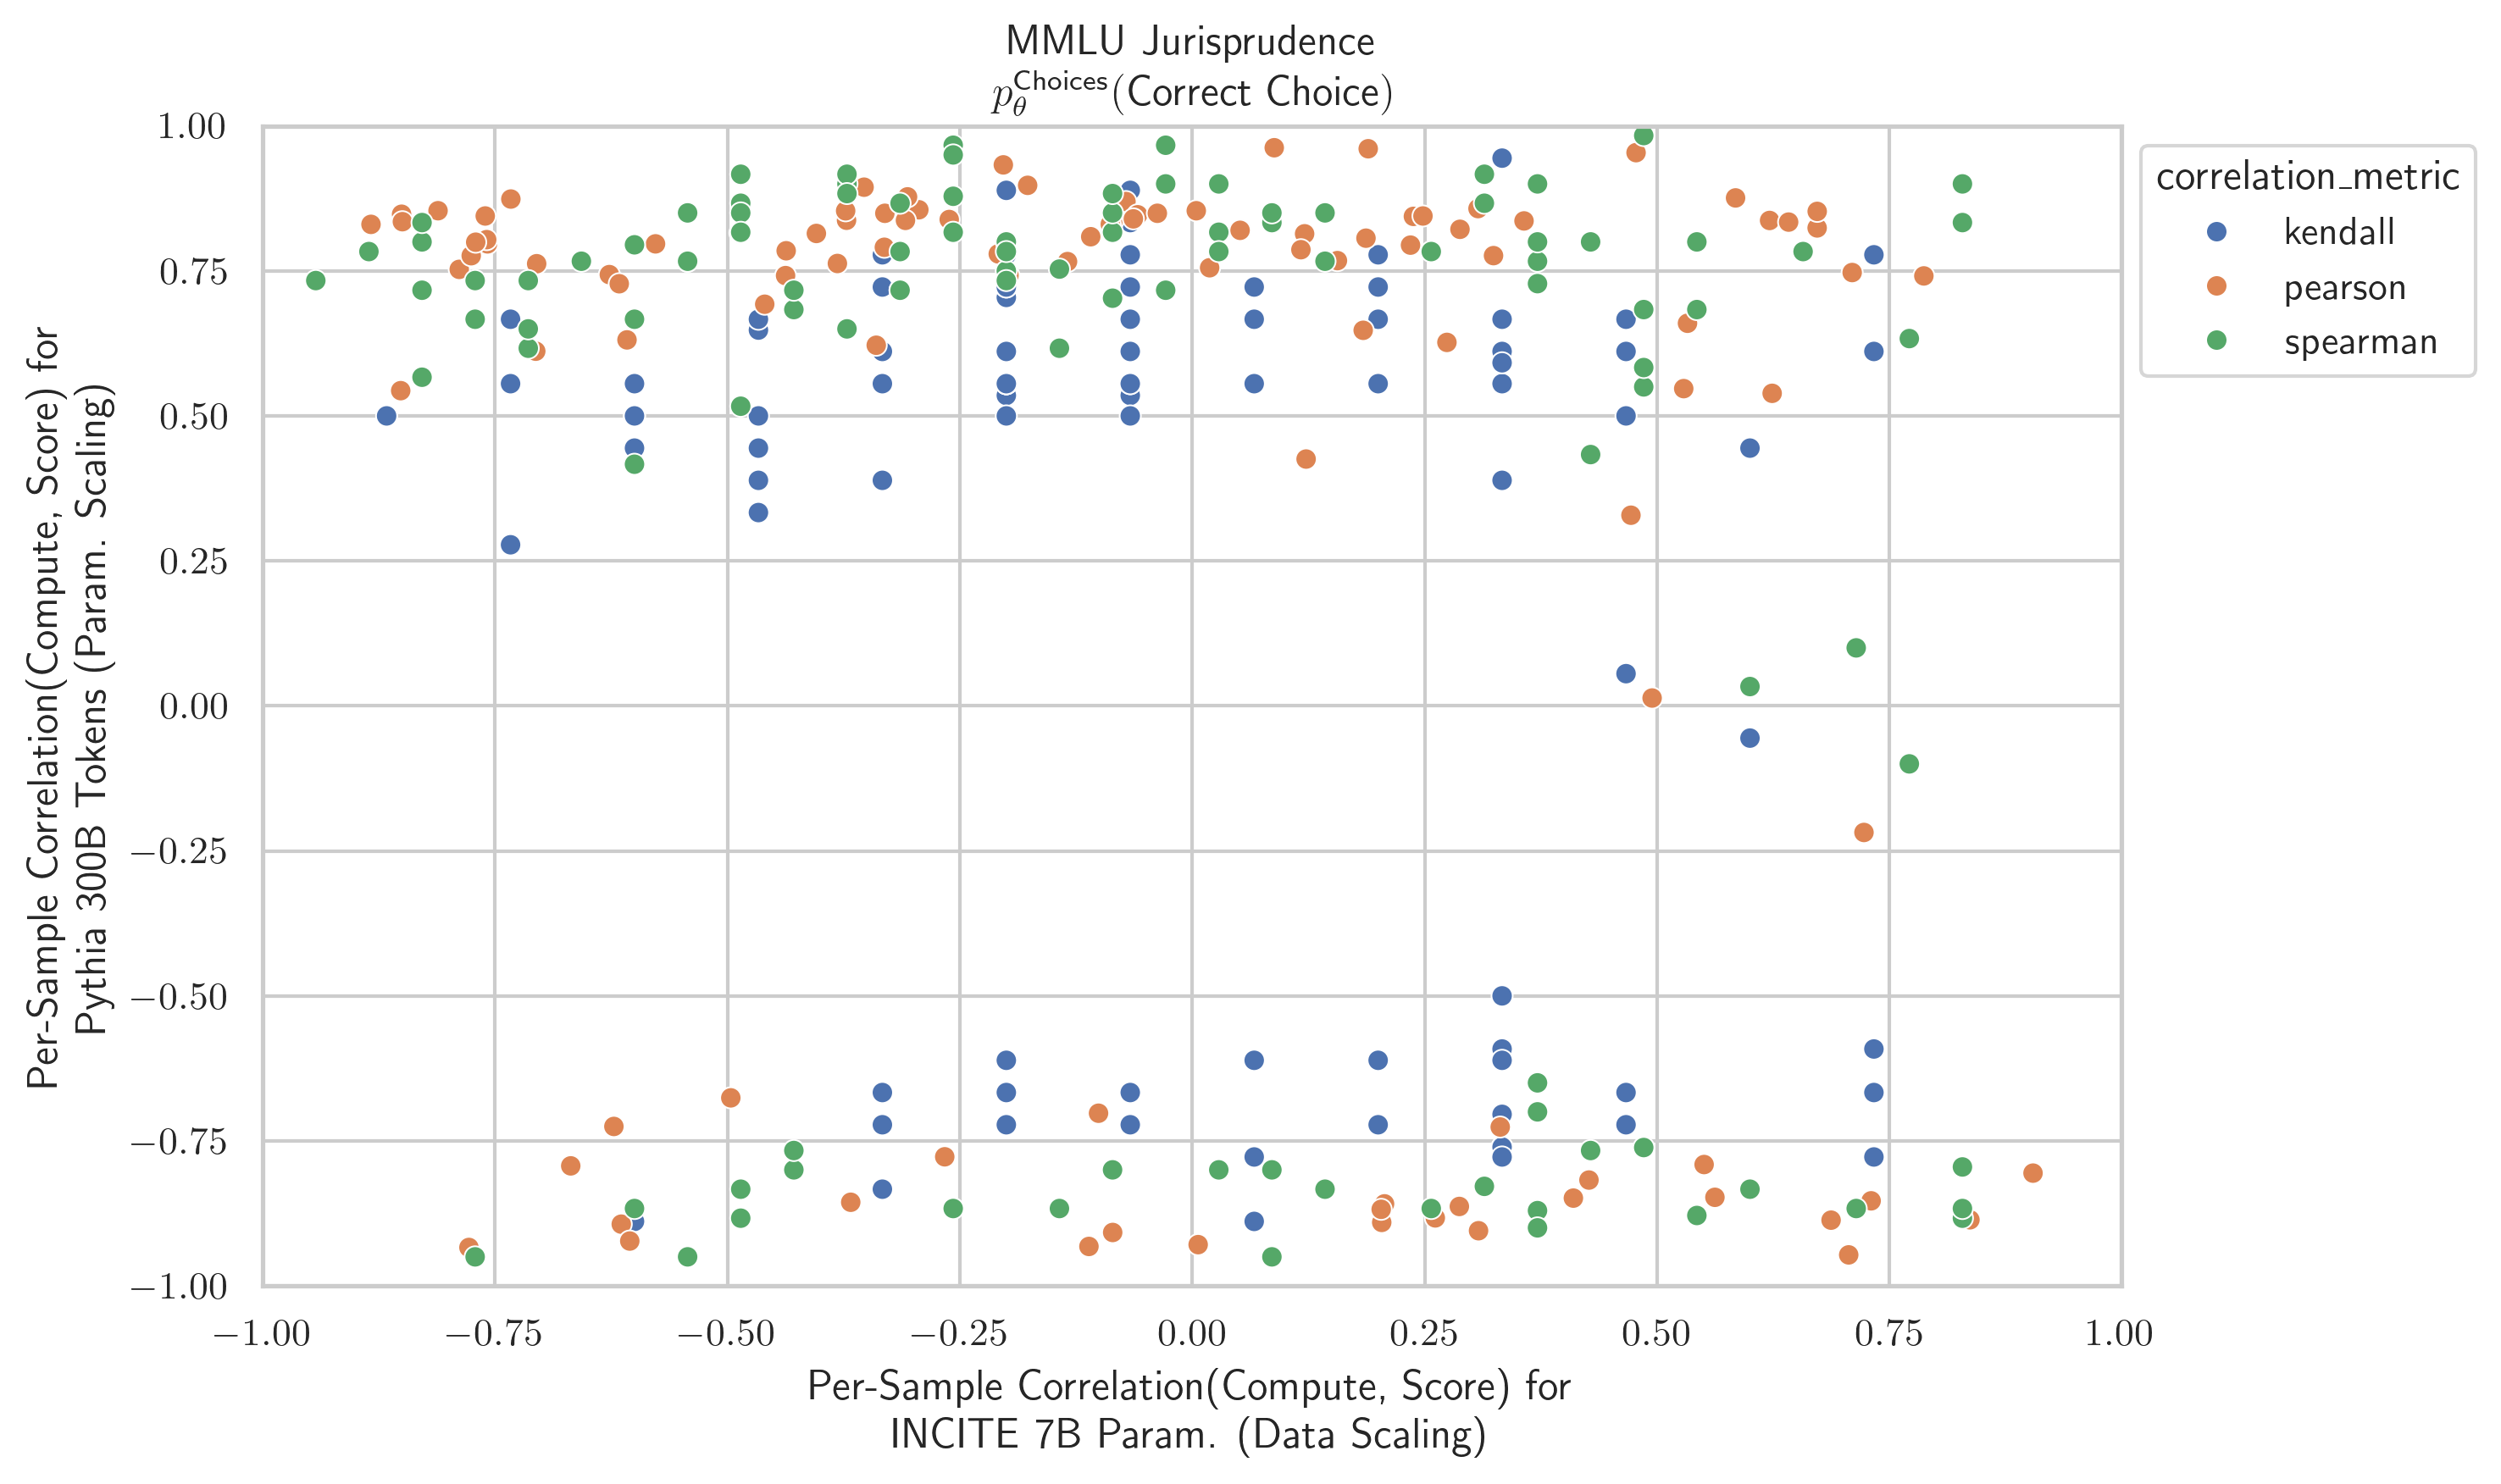 MMLU Jurisprudence
p_θ^Choices(Correct Choice)
Per-Sample Correlation(Compute, Score) for
Pythia 300B Tokens (Param. Scaling)
1.00
0.75
0.50
0.25
0.00
−0.25
−0.50
−0.75
−1.00
correlation_metric
kendall
pearson
spearman
−1.00 −0.75 −0.50 −0.25 0.00 0.25 0.50 0.75 1.00
Per-Sample Correlation(Compute, Score) for
INCITE 7B Param. (Data Scaling)